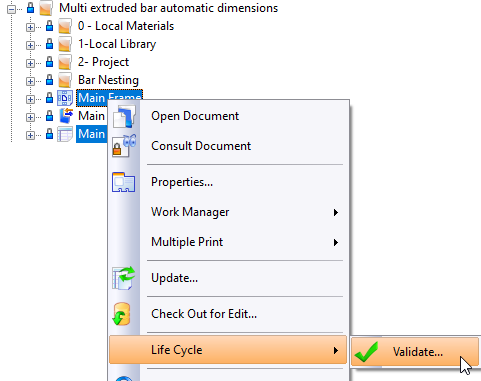 Multi extruded bar automatic dimensions
0 - Local Materials
1-Local Library
2- Project
Bar Nesting
Main Frame
Main
Main
Open Document
Consult Document
Properties...
Work Manager
Multiple Print
Update...
Check Out for Edit...
Life Cycle
Validate...